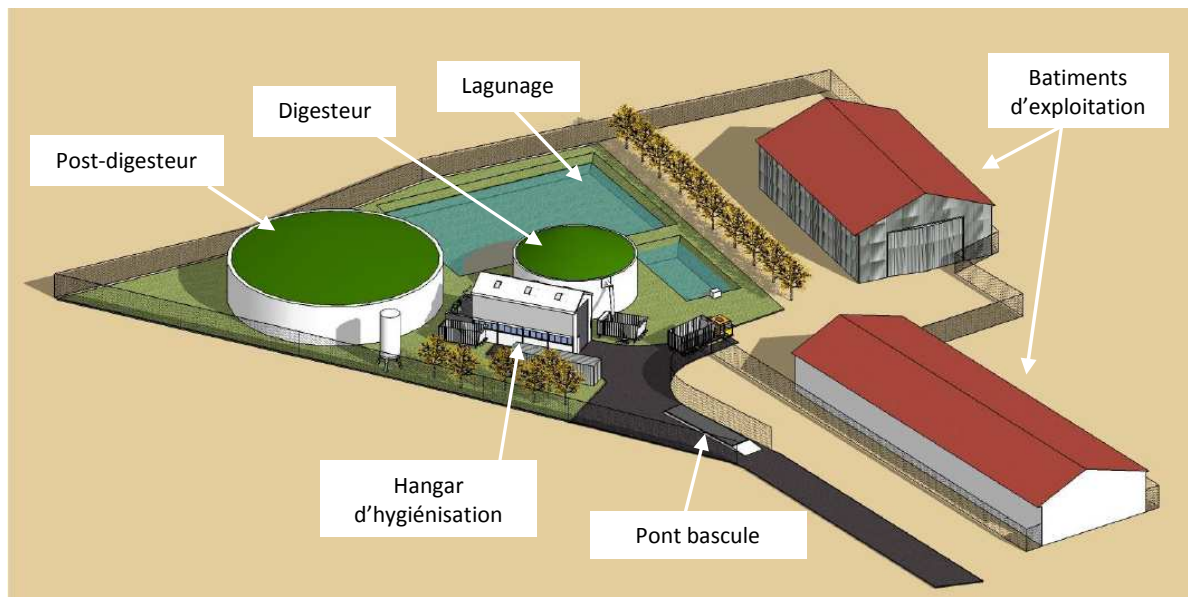 Lagunage
Batiments
d'exploitation
Digesteur
Post-digesteur
Hangar
d'hygiénisation
Pont bascule